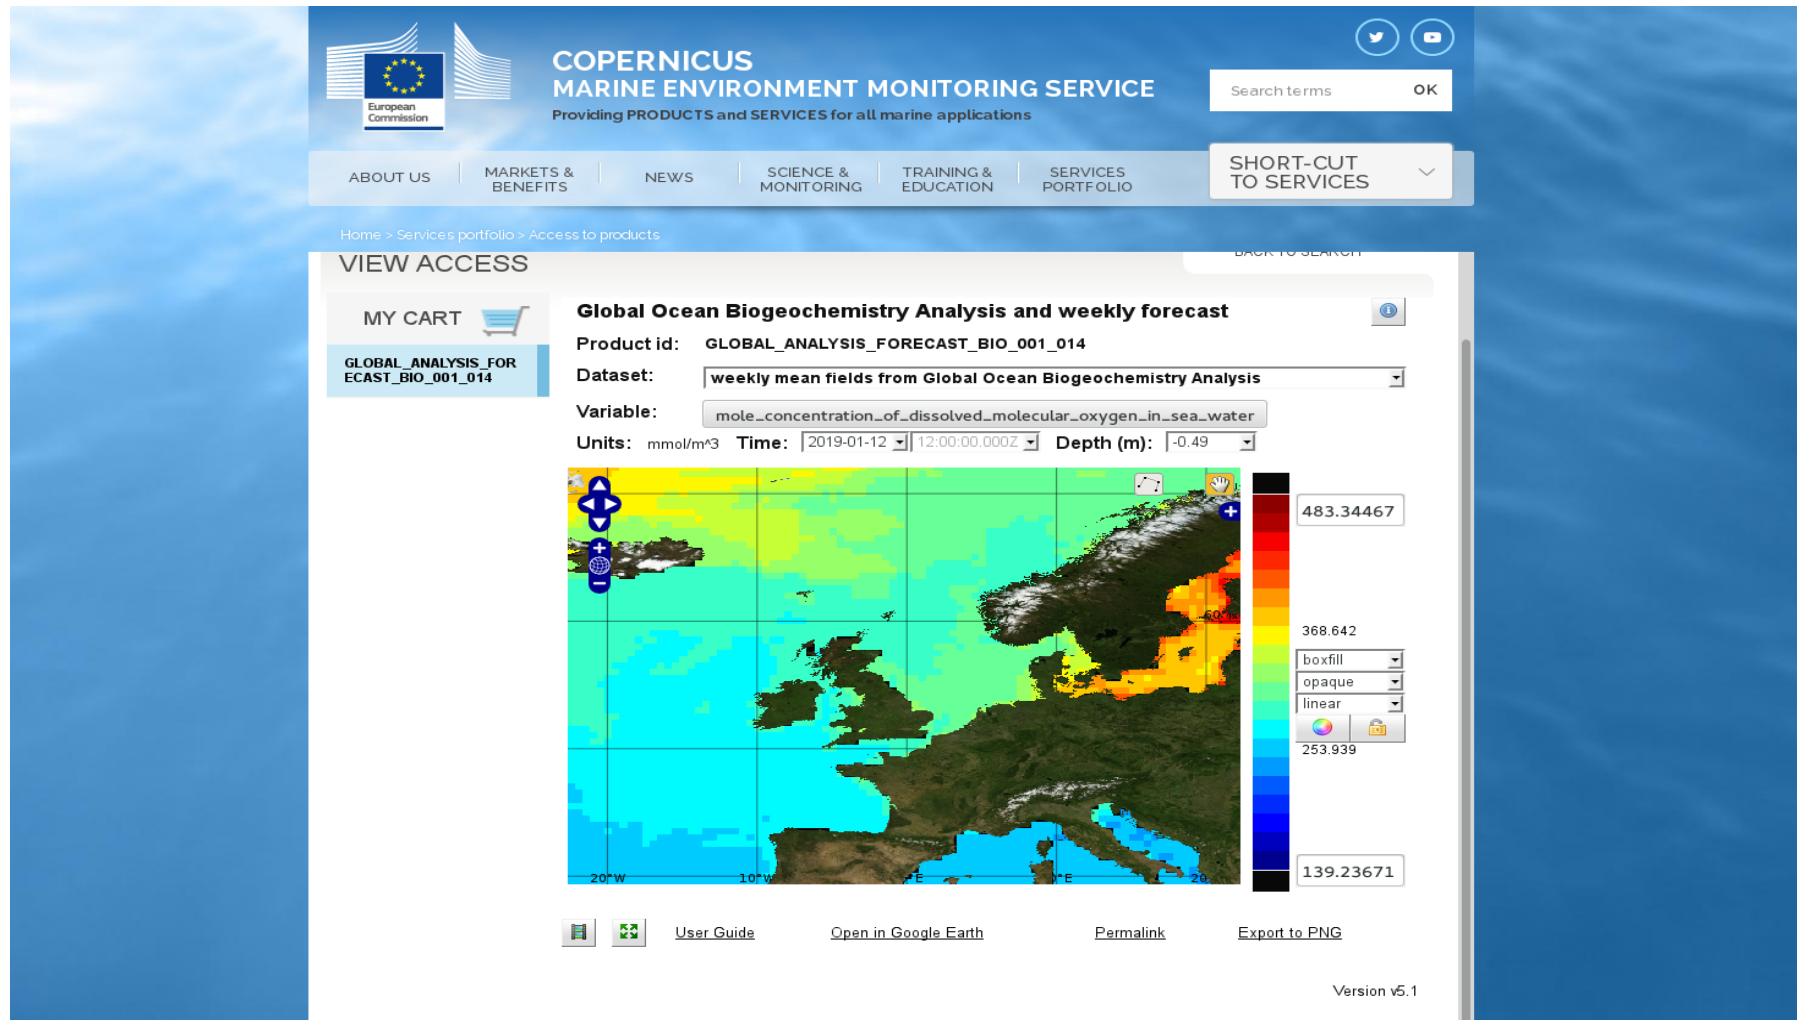 European
Commission
COPERNICUS
MARINE ENVIRONMENT MONITORING SERVICE
Providing PRODUCTS and SERVICES for all marine applications
Search terms OK
ABOUT US
MARKETS &
BENEFITS
NEWS
SCIENCE &
MONITORING
TRAINING &
EDUCATION
SERVICES
PORTFOLIO
SHORT-CUT
TO SERVICES
Home > Services portfolio > Access to products
VIEW ACCESS
BACK TO SEARCH
MY CART
GLOBAL_ANALYSIS_FOR
ECAST_BIO_001_014
Global Ocean Biogeochemistry Analysis and weekly forecast
Product id: GLOBAL_ANALYSIS_FORECAST_BIO_001_014
Dataset: weekly mean fields from Global Ocean Biogeochemistry Analysis
Variable: mole_concentration_of_dissolved_molecular_oxygen_in_sea_water
Units: mmol/m^3 Time: 2019-01-12 12:00:00.000Z Depth (m): -0.49
483.34467
368.642
boxfill
opaque
linear
253.939
139.23671
60°N
20°W 10°W °E °E 20
User Guide Open in Google Earth Permalink Export to PNG
Version v5.1